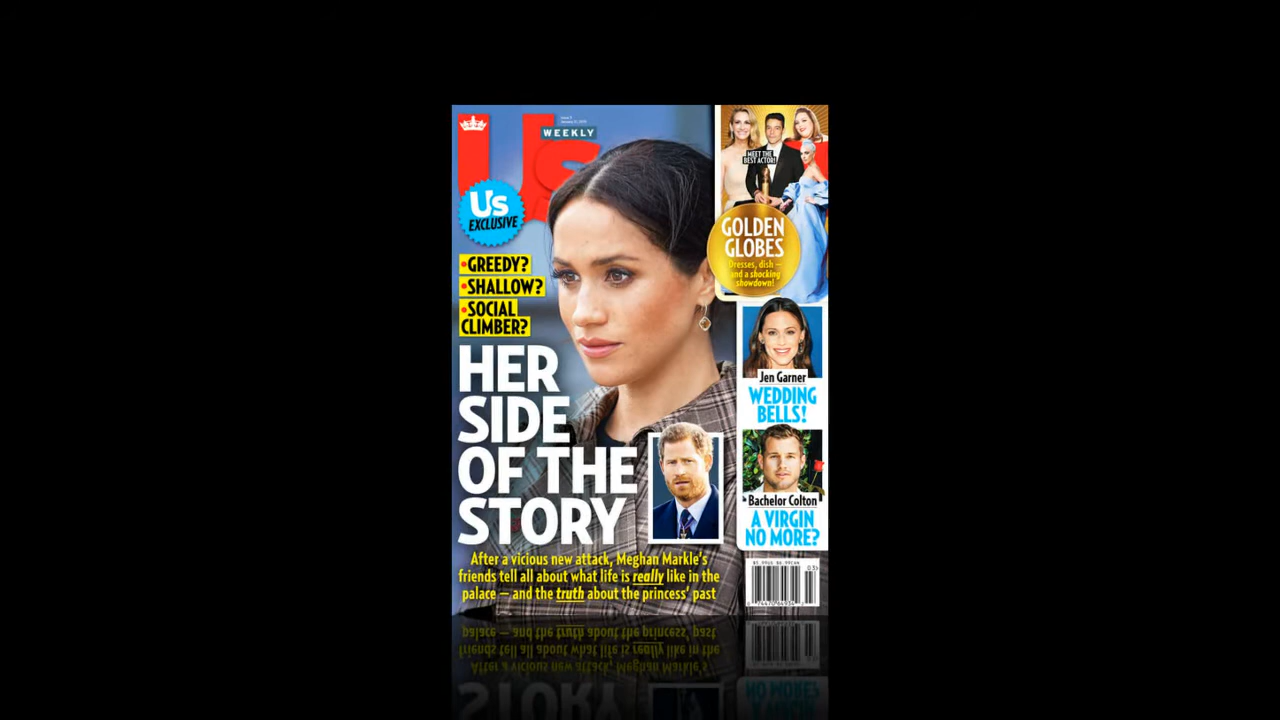 Us
WEEKLY
Us
EXCLUSIVE
•GREEDY?
•SHALLOW?
•SOCIAL
CLIMBER?
HER
SIDE
OF THE
STORY
After a vicious new attack, Meghan Markle's
friends tell all about what life is really like in the
palace — and the truth about the princess' past
MEET THE
BEST ACTOR!
GOLDEN
GLOBES
Dresses, dish —
and a shocking
showdown!
Jen Garner
WEDDING
BELLS!
Bachelor Colton
A VIRGIN
NO MORE?